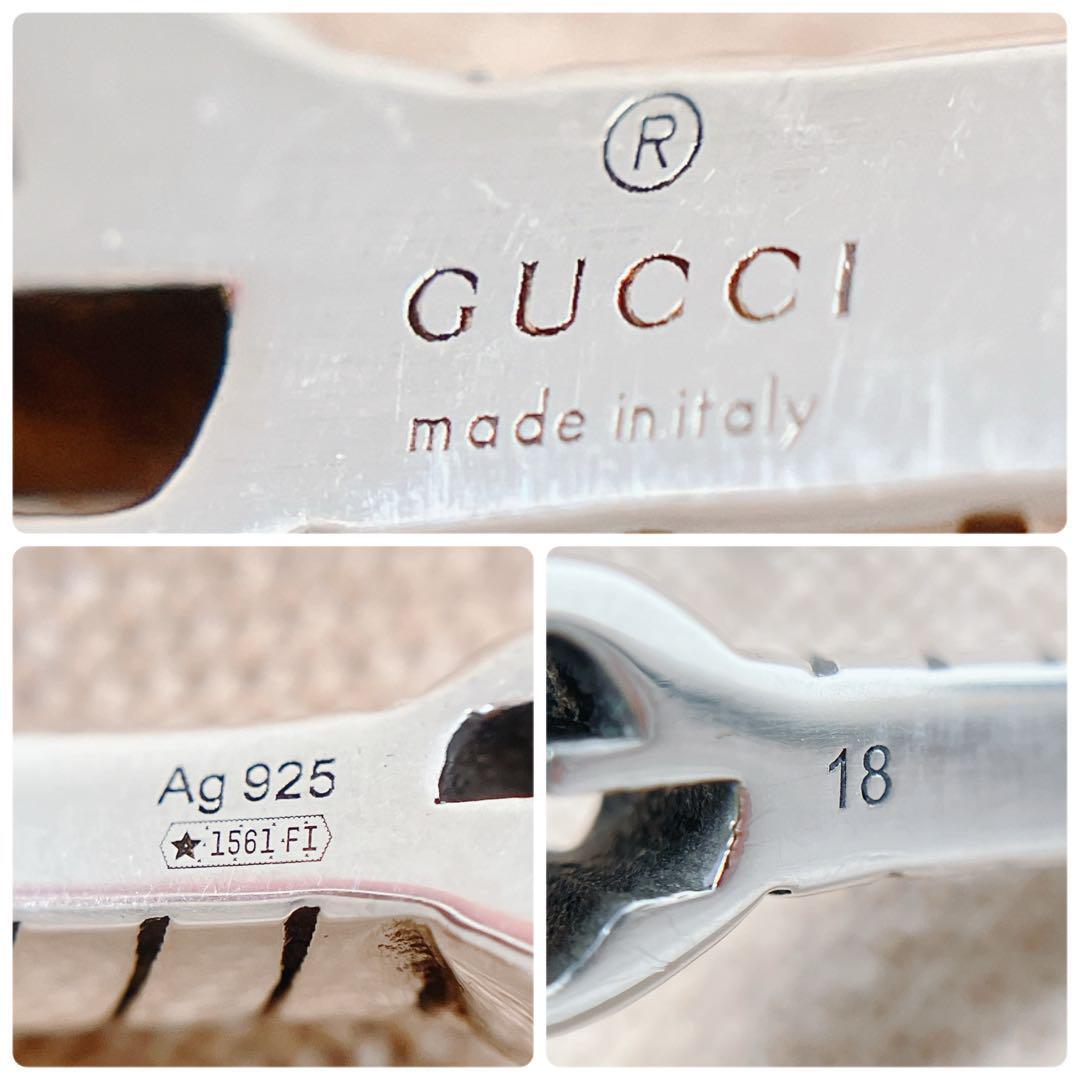 ®
GUCCI
made in italy
Ag 925
★1561 FI
18